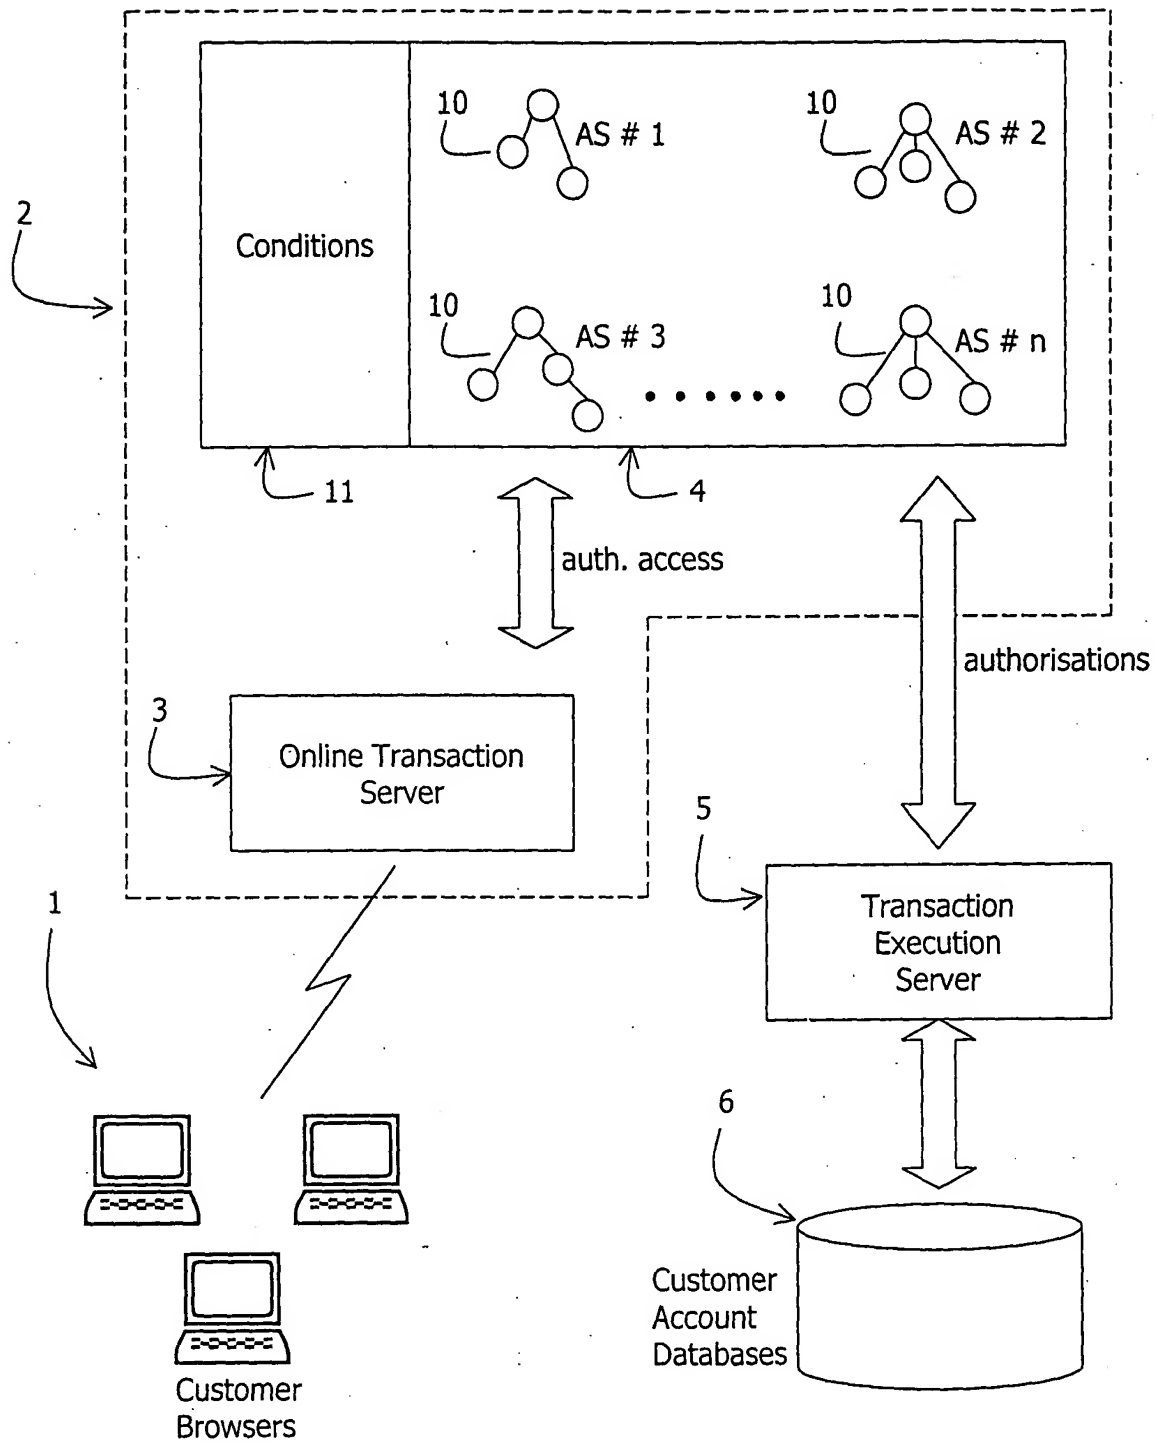 10
AS # 1
10
AS # 2
2
Conditions
10
AS # 3
10
AS # n
11
4
auth. access
authorisations
3
Online Transaction
Server
5
1
Transaction
Execution
Server
6
Customer
Account
Databases
Customer
Browsers